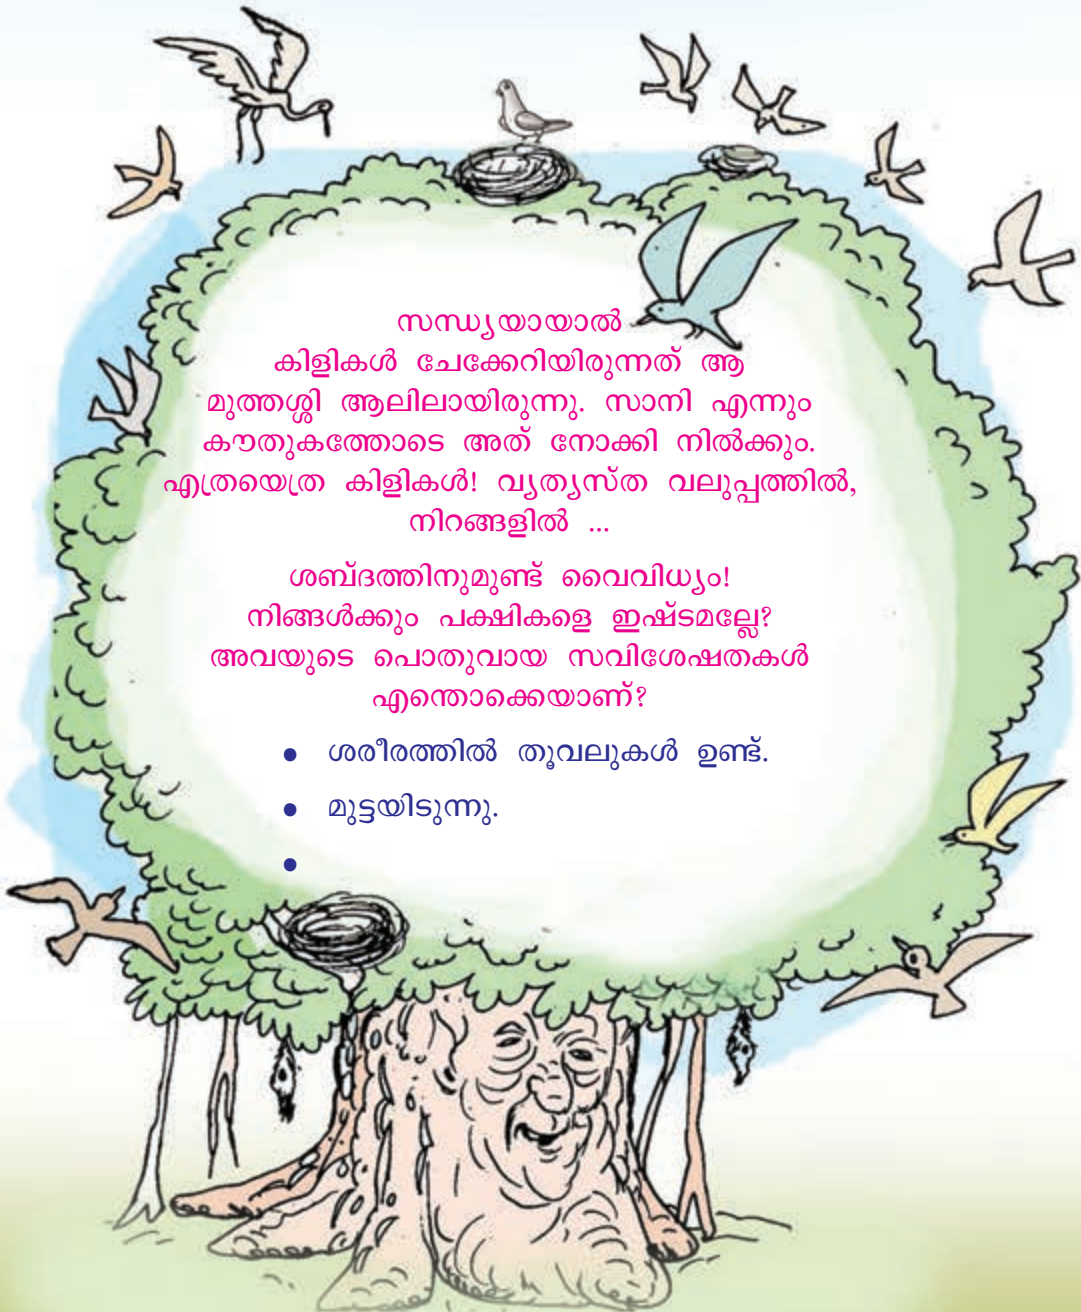 സന്ധ്യയായാൽ
കിളികൾ ചേക്കേറിയിരുന്നത് ആ
മുത്തശ്ശി ആലിലായിരുന്നു. സാനി എന്നും
കൗതുകത്തോടെ അത് നോക്കി നിൽക്കും.
എത്രയെത്ര കിളികൾ! വ്യത്യസ്ത വലുപ്പത്തിൽ,
നിറങ്ങളിൽ ...
ശബ്ദത്തിനുമുണ്ട് വൈവിധ്യം!
നിങ്ങൾക്കും പക്ഷികളെ ഇഷ്ടമല്ലേ?
അവയുടെ പൊതുവായ സവിശേഷതകൾ
എന്തൊക്കെയാണ്?
• ശരീരത്തിൽ തൂവലുകൾ ഉണ്ട്.
• മുട്ടയിടുന്നു.
•